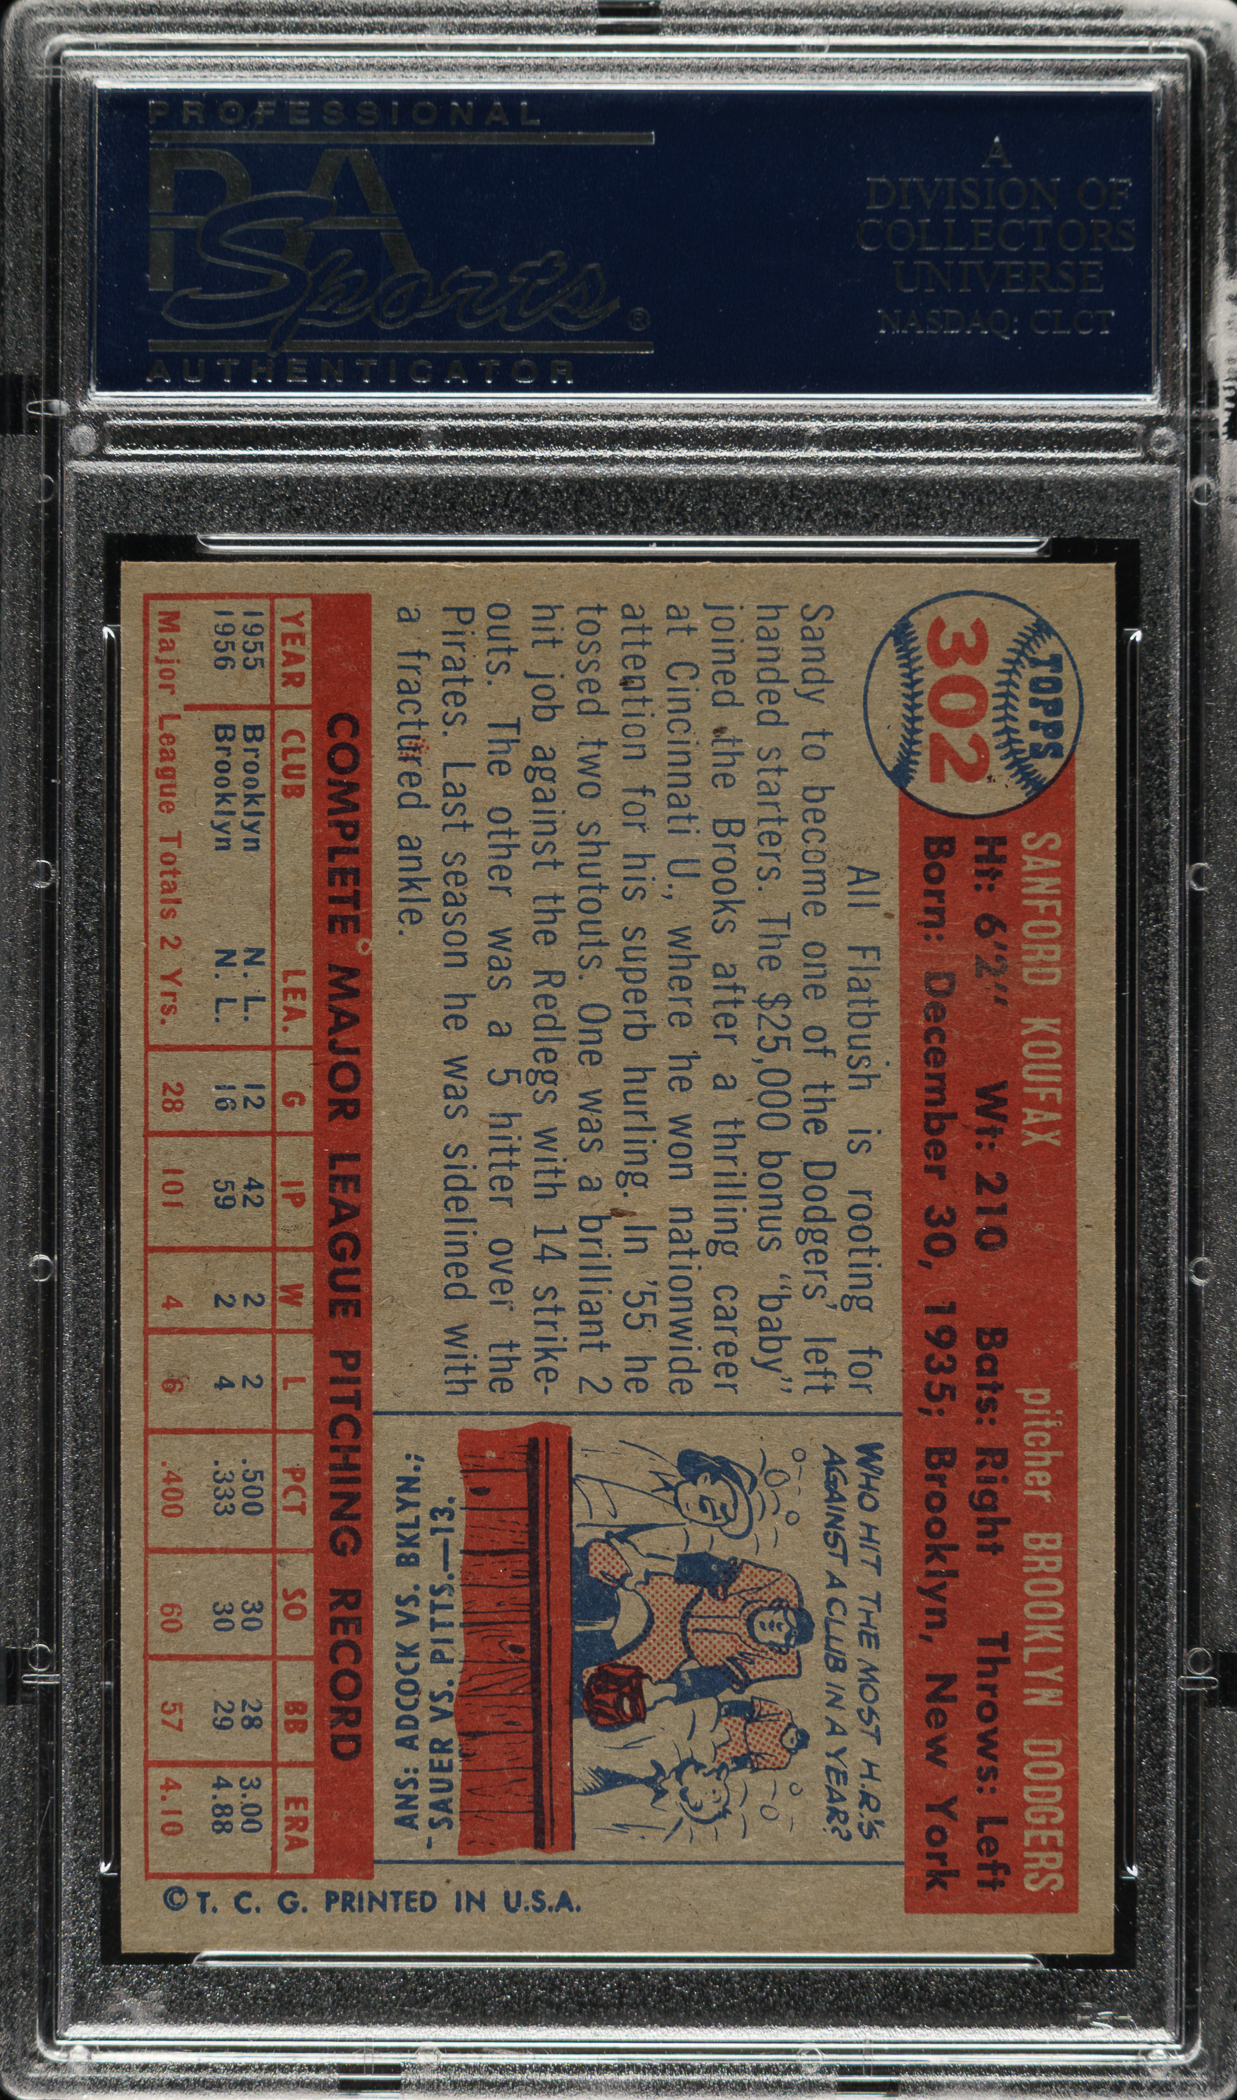 PROFESSIONAL
PSA
Sports®
AUTHENTICATOR
A
DIVISION OF
COLLECTORS
UNIVERSE
NASDAQ: CLCT
TOPPS
302
SANFORD KOUFAX pitcher BROOKLYN DODGERS
Ht: 6'2" Wt: 210 Bats: Right Throws: Left
Born: December 30, 1935; Brooklyn, New York
All Flatbush is rooting for
Sandy to become one of the Dodgers' left
handed starters. The $25,000 bonus "baby"
joined the Brooks after a thrilling career
at Cincinnati U., where he won nationwide
attention for his superb hurling. In '55 he
tossed two shutouts. One was a brilliant 2
hit job against the Redlegs with 14 strike-
outs. The other was a 5 hitter over the
Pirates. Last season he was sidelined with
a fractured ankle.
WHO HIT THE MOST H.R.'S
AGAINST A CLUB IN A YEAR?
ANS: ADCOCK VS. BKLYN.;
SAUER VS. PITTS.—13.
COMPLETE MAJOR LEAGUE PITCHING RECORD
YEAR CLUB LEA. G IP W L PCT SO BB ERA
1955 Brooklyn N. L. 12 42 2 2 .500 30 28 3.00
1956 Brooklyn N. L. 16 59 2 4 .333 30 29 4.88
Major League Totals 2 Yrs. 28 101 4 6 .400 60 57 4.10
© T. C. G. PRINTED IN U.S.A.